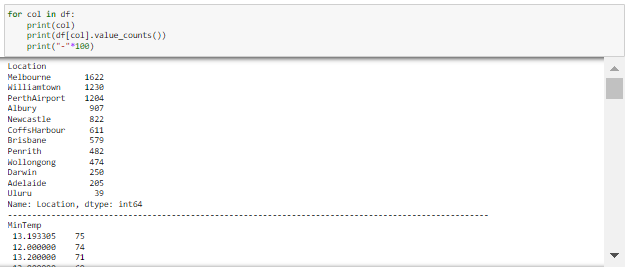 for col in df:
    print(col)
    print(df[col].value_counts())
    print("-"*100)
Location
Melbourne       1622
Williamtown     1230
PerthAirport    1204
Albury           907
Newcastle        822
CoffsHarbour     611
Brisbane         579
Penrith          482
Wollongong       474
Darwin           250
Adelaide         205
Uluru             39
Name: Location, dtype: int64
----------------------------------------------------------------------------------------------------
MinTemp
 13.193305    75
 12.000000    74
 13.200000    71